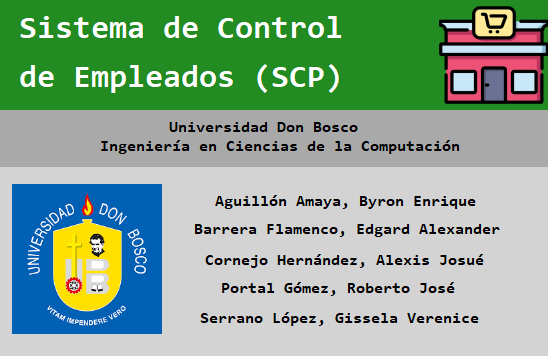 Sistema de Control
de Empleados (SCP)
Universidad Don Bosco
Ingeniería en Ciencias de la Computación
UNIVERSIDAD DON BOSCO
UB
VITAM IMPENDERE VERO
Aguillón Amaya, Byron Enrique
Barrera Flamenco, Edgard Alexander
Cornejo Hernández, Alexis Josué
Portal Gómez, Roberto José
Serrano López, Gissela Verenice